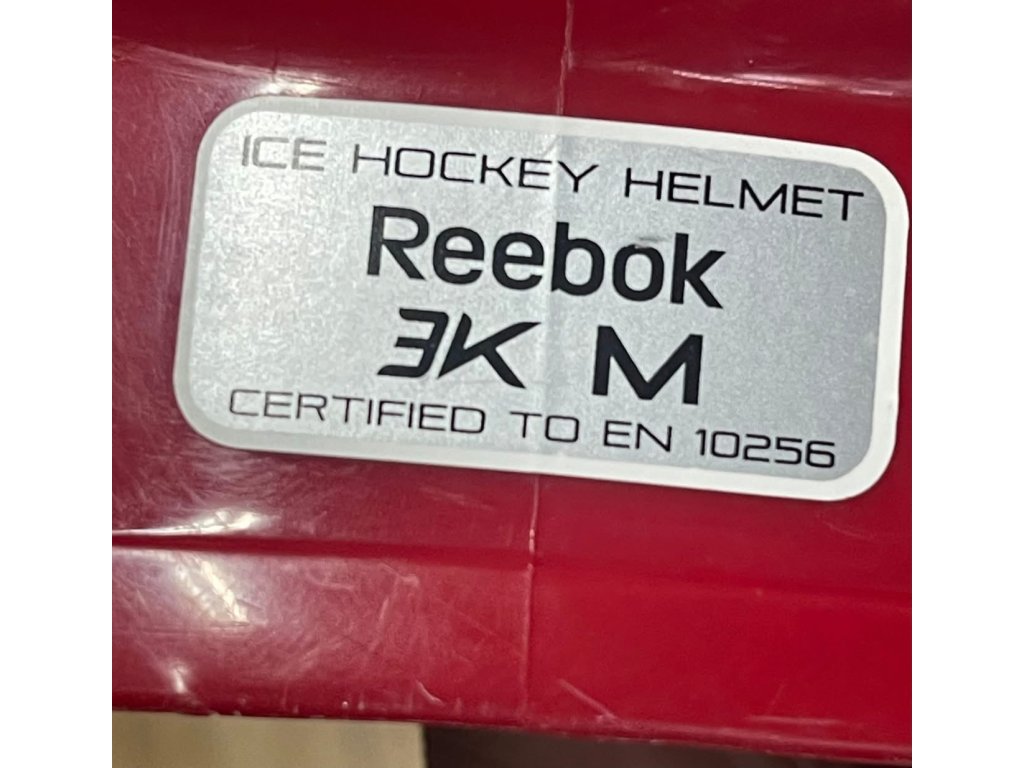 ICE HOCKEY HELMET
Reebok
3K M
CERTIFIED TO EN 10256